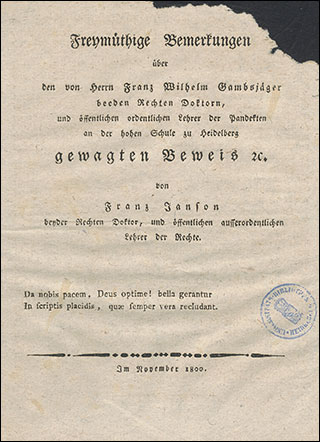 Freymüthige Bemerkungen
über
den von Herrn Franz Wilhelm Gambsjäger
beeden Rechten Doktorn,
und öffentlichen ordentlichen Lehrer der Pandekten
an der hohen Schule zu Heidelberg
gewagten Beweis ꝛc.
von
Franz Janson
beyder Rechten Doktor, und öffentlichen ausserordentlichen
Lehrer der Rechte.
Da nobis pacem, Deus optime! bella gerantur
In scriptis placidis, quæ semper vera recludant.
Im November 1800.